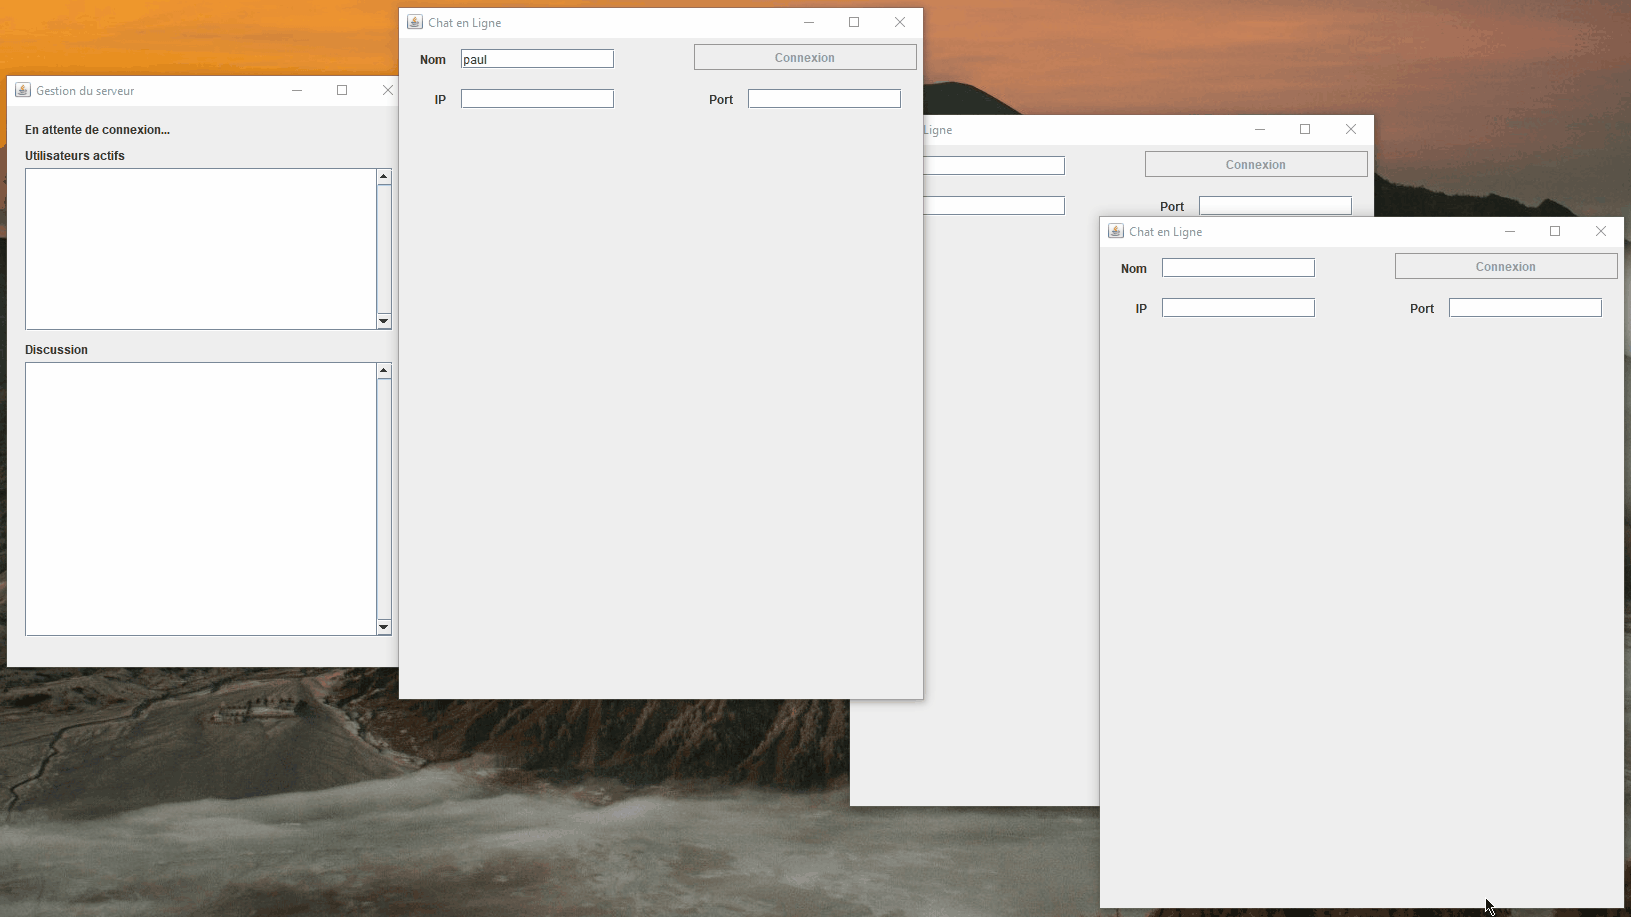 Gestion du serveur
En attente de connexion...
Utilisateurs actifs
Discussion
Chat en Ligne
Nom paul Connexion
IP Port
Ligne
Connexion
Port
Chat en Ligne
Nom Connexion
IP Port